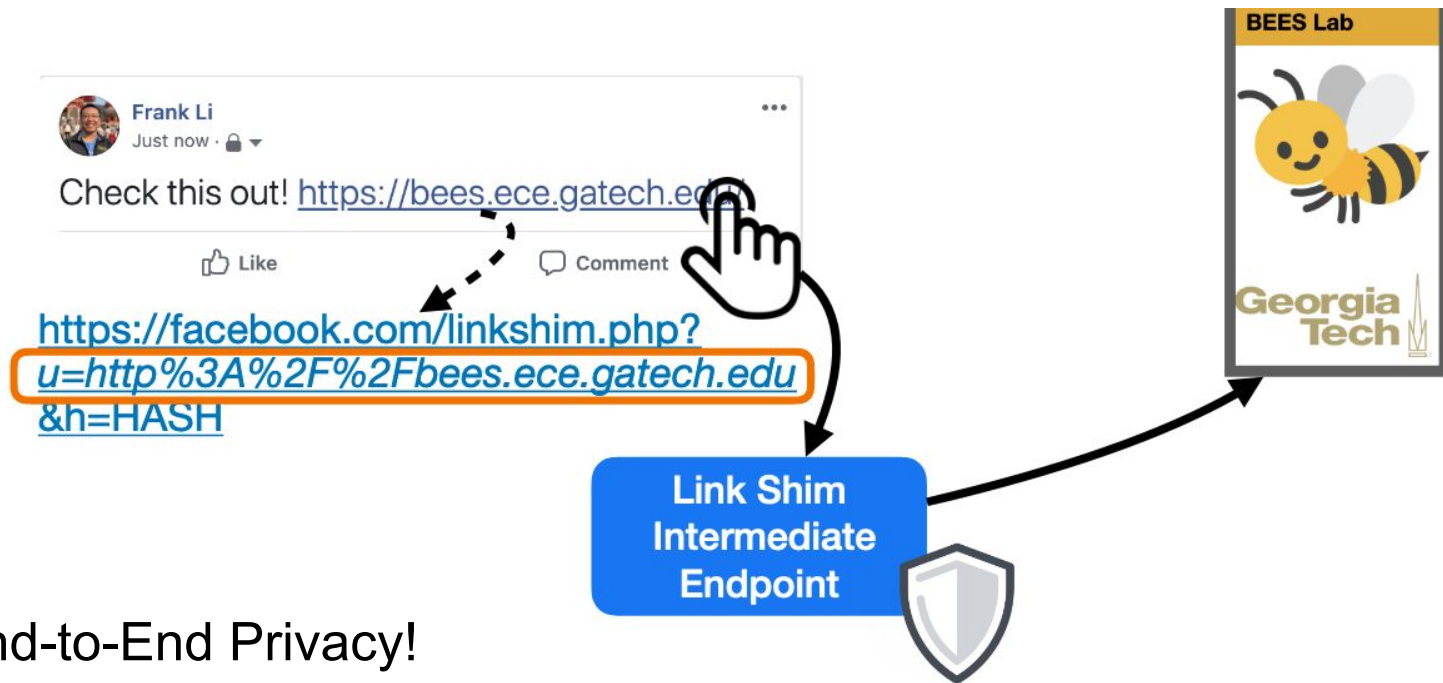 BEES Lab
Frank Li
Just now ·
Check this out! https://bees.ece.gatech.edu/
Like
Comment
https://facebook.com/linkshim.php?
u=http%3A%2F%2Fbees.ece.gatech.edu
&h=HASH
Georgia
Tech
Link Shim
Intermediate
Endpoint
nd-to-End Privacy!